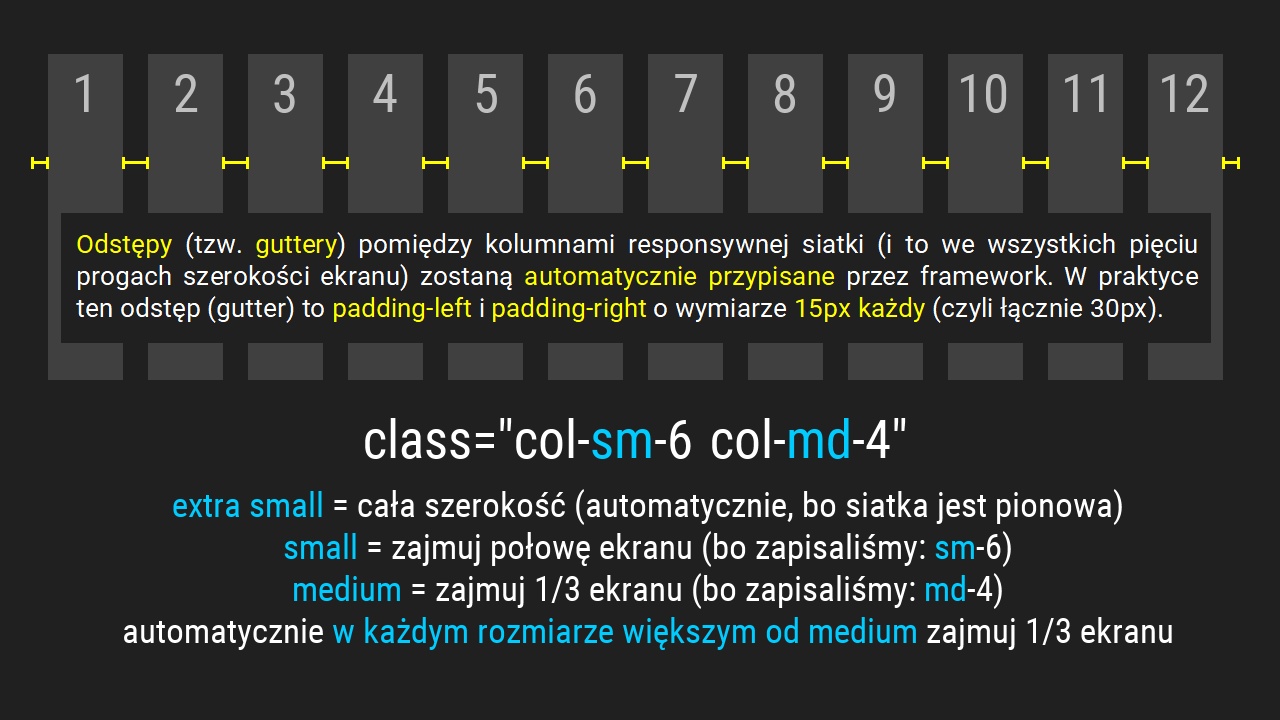 1 2 3 4 5 6 7 8 9 10 11 12
Odstępy (tzw. guttery) pomiędzy kolumnami responsywnej siatki (i to we wszystkich pięciu
progach szerokości ekranu) zostaną automatycznie przypisane przez framework. W praktyce
ten odstęp (gutter) to padding-left i padding-right o wymiarze 15px każdy (czyli łącznie 30px).
class="col-sm-6 col-md-4"
extra small = cała szerokość (automatycznie, bo siatka jest pionowa)
small = zajmuj połowę ekranu (bo zapisaliśmy: sm-6)
medium = zajmuj 1/3 ekranu (bo zapisaliśmy: md-4)
automatycznie w każdym rozmiarze większym od medium zajmuj 1/3 ekranu